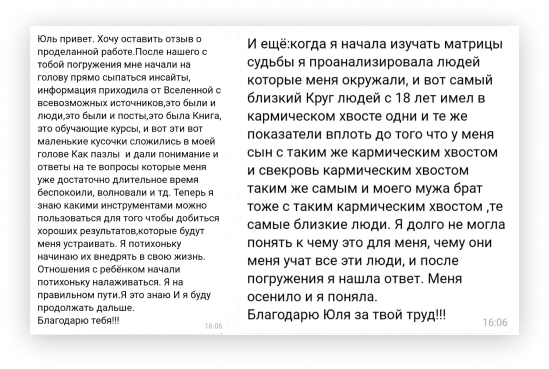 Юль привет. Хочу оставить отзыв о
проделанной работе.После нашего с
тобой погружения мне начали на
голову прямо сыпаться инсайты,
информация приходила от Вселенной с
всевозможных источников,это были и
люди,это были и посты,это была Книга,
это обучающие курсы, и вот эти вот
маленькие кусочки сложились в моей
голове Как пазлы и дали понимание и
ответы на те вопросы которые меня
уже достаточно длительное время
беспокоили, волновали и тд. Теперь я
знаю какими инструментами можно
пользоваться для того чтобы добиться
хороших результатов,которые будут
меня устраивать. Я потихоньку
начинаю их внедрять в свою жизнь.
Отношения с ребёнком начали
потихоньку налаживаться. Я на
правильном пути.Я это знаю И я буду
продолжать дальше.
Благодарю тебя!!!
16:06
И ещё:когда я начала изучать матрицы
судьбы я проанализировала людей
которые меня окружали, и вот самый
близкий Круг людей с 18 лет имел в
кармическом хвосте одни и те же
показатели вплоть до того что у меня
сын с таким же кармическим хвостом
и свекровь кармическим хвостом
таким же самым и моего мужа брат
тоже с таким кармическим хвостом ,те
самые близкие люди. Я долго не могла
понять к чему это для меня, чему они
меня учат все эти люди, и после
погружения я нашла ответ. Меня
осенило и я поняла.
Благодарю Юля за твой труд!!!
16:06